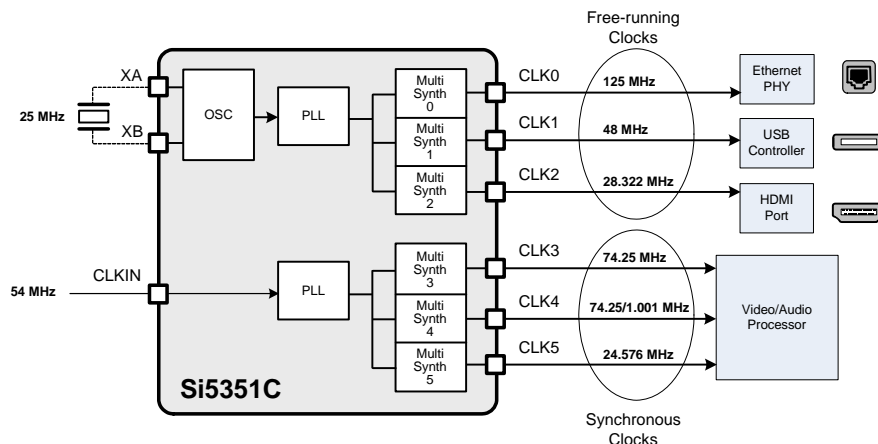 Free-running
Clocks
XA
XB
25 MHz
OSC
PLL
Multi
Synth
0
Multi
Synth
1
Multi
Synth
2
CLK0
125 MHz
CLK1
48 MHz
CLK2
28.322 MHz
Ethernet
PHY
USB
Controller
HDMI
Port
CLKIN
54 MHz
PLL
Multi
Synth
3
Multi
Synth
4
Multi
Synth
5
CLK3
74.25 MHz
CLK4
74.25/1.001 MHz
CLK5
24.576 MHz
Video/Audio
Processor
Si5351C
Synchronous
Clocks